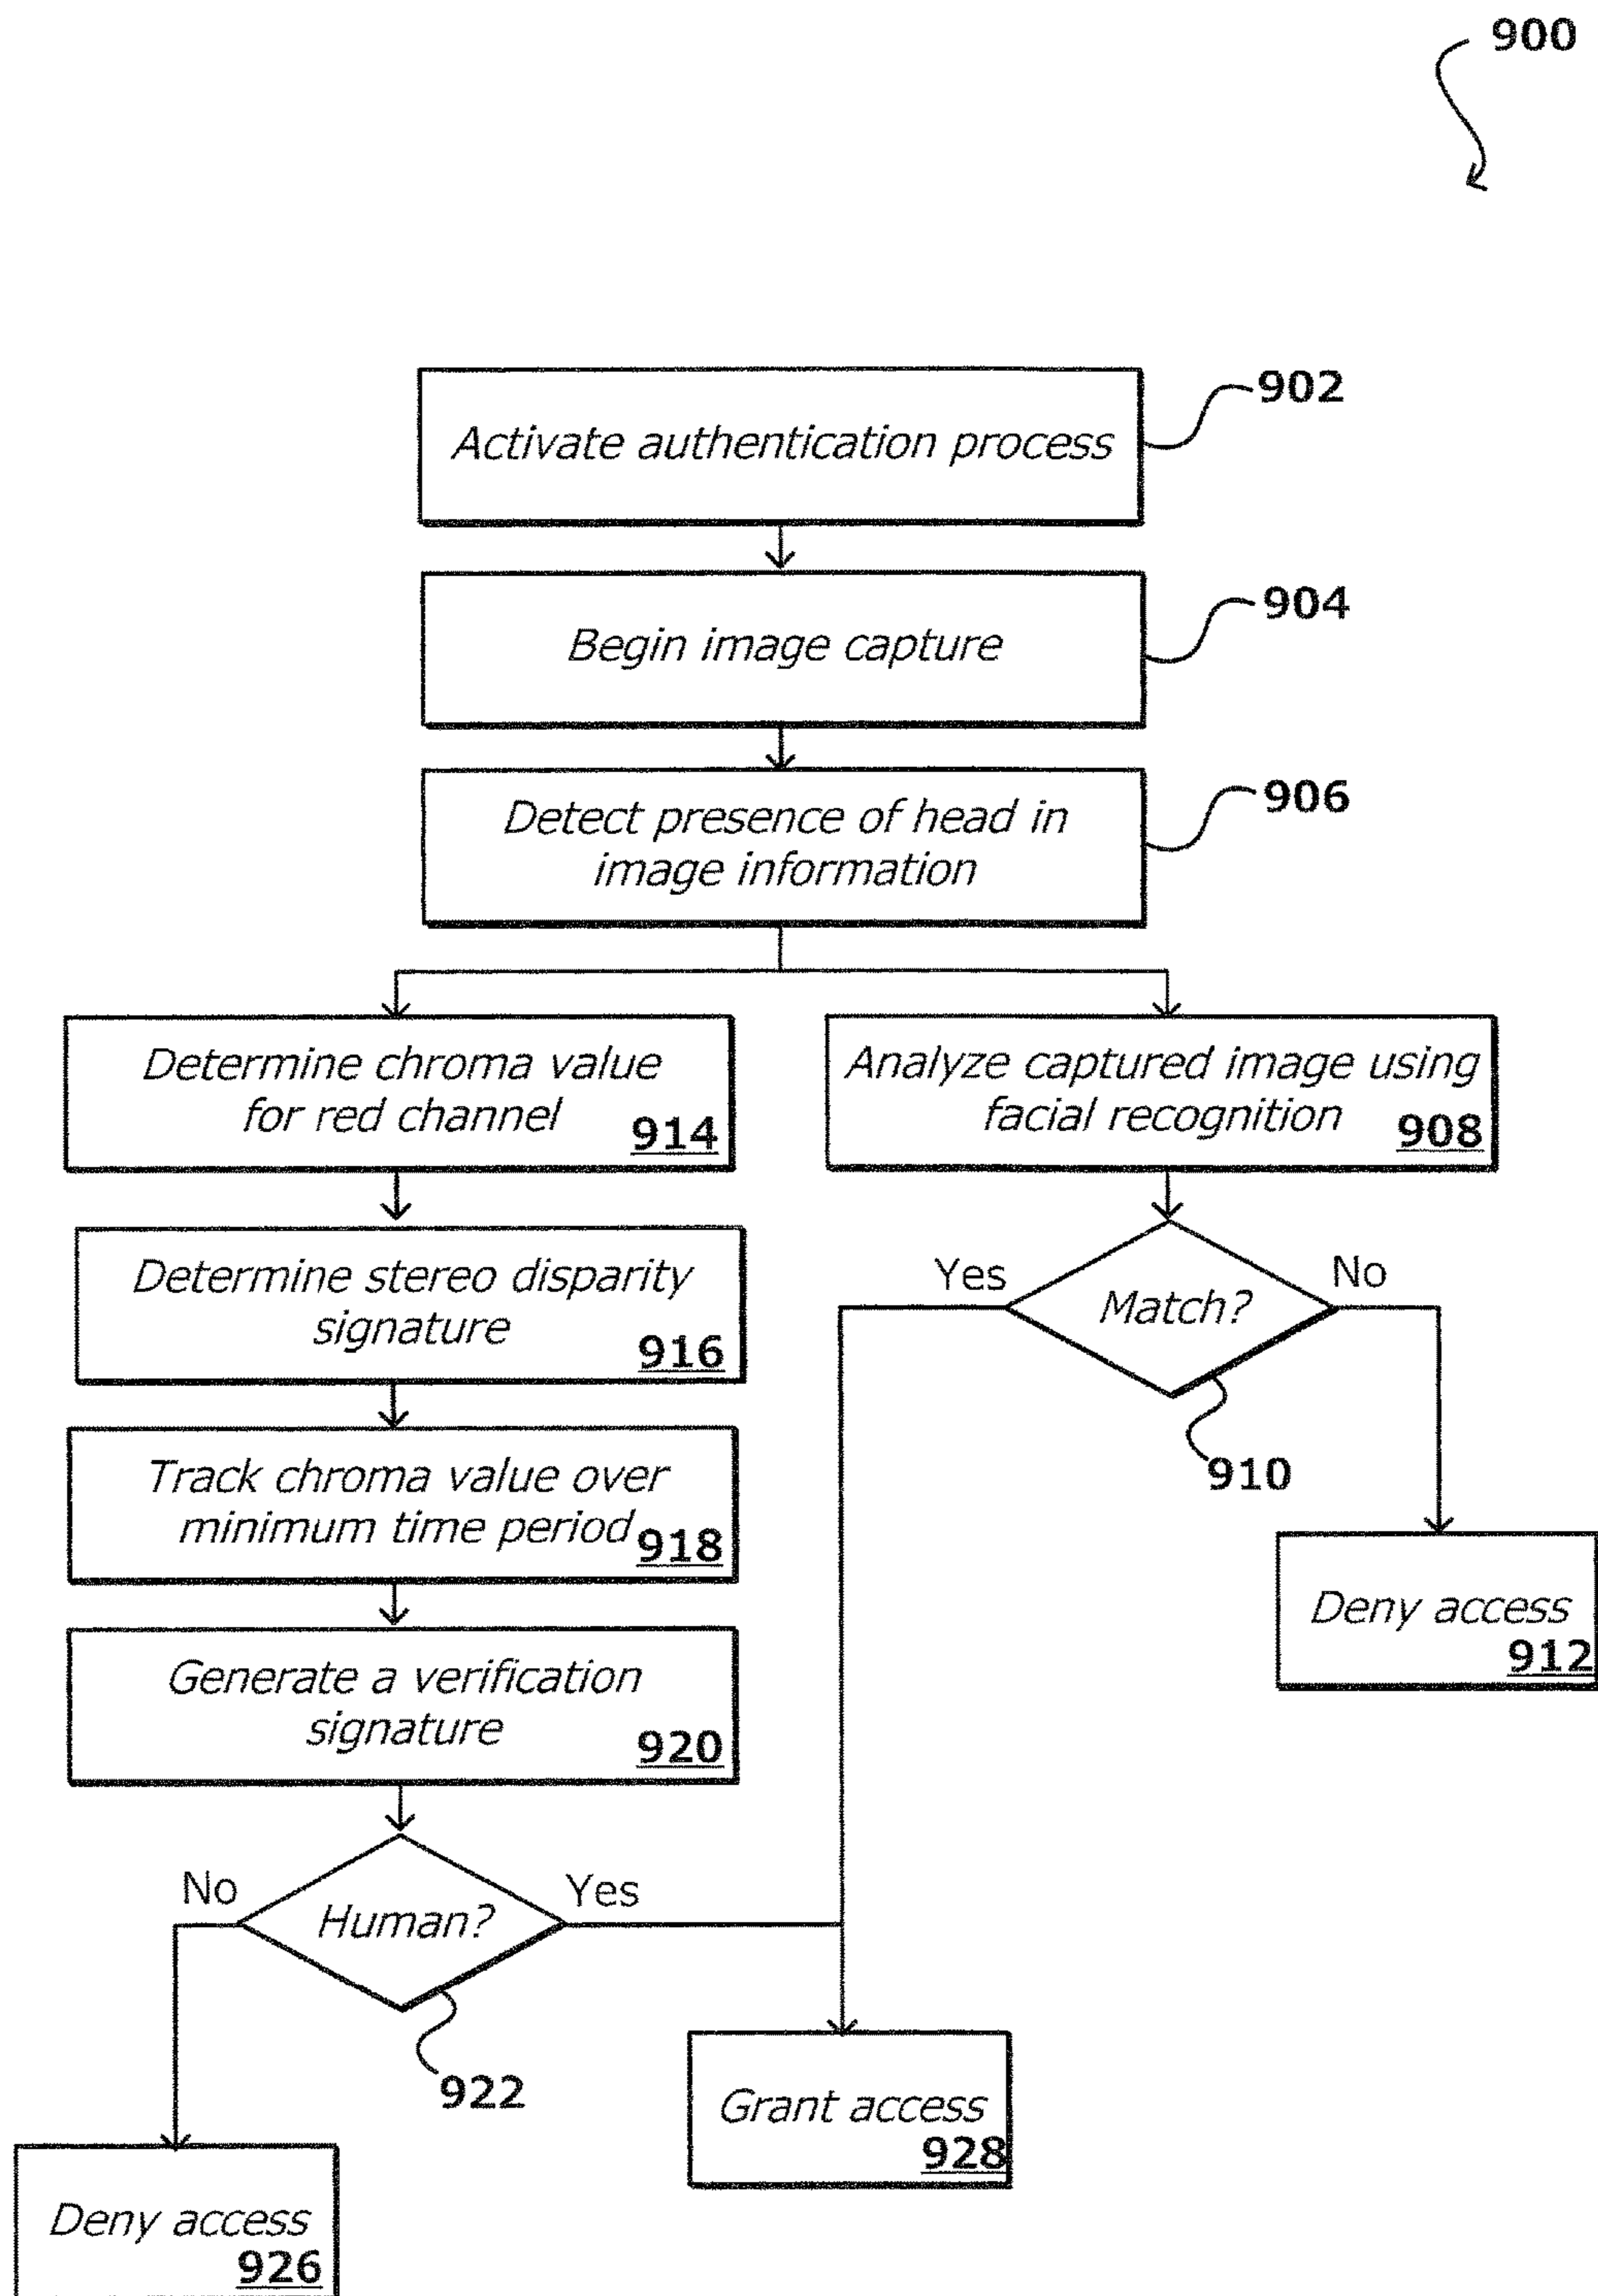 900
Activate authentication process
902
Begin image capture
904
Detect presence of head in
image information
906
Determine chroma value
for red channel
914
Analyze captured image using
facial recognition
908
Determine stereo disparity
signature
916
Yes
Match?
No
910
Track chroma value over
minimum time period
918
Deny access
912
Generate a verification
signature
920
No
Human?
Yes
922
Grant access
928
Deny access
926